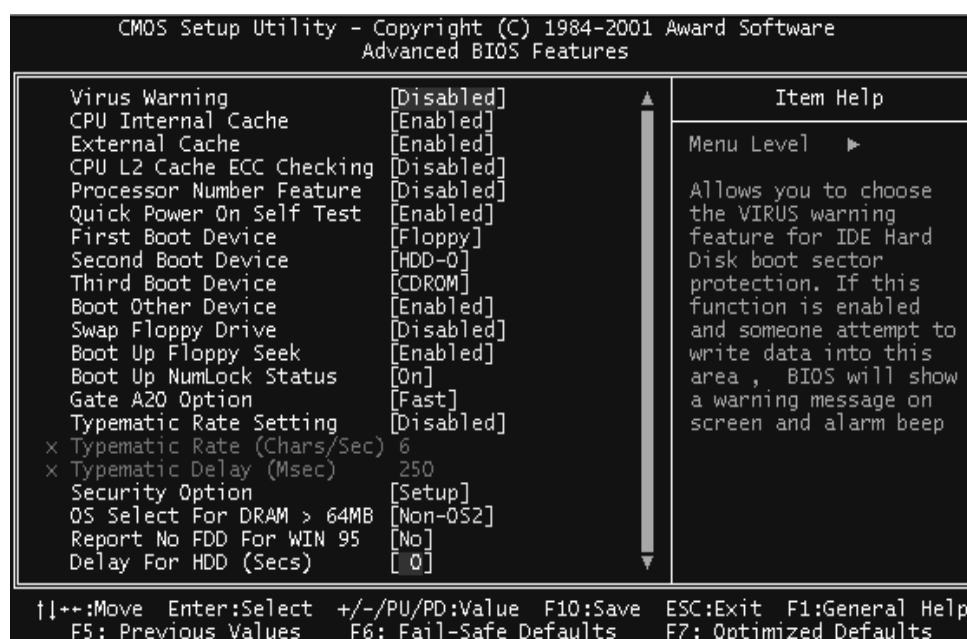 CMOS Setup Utility – Copyright (C) 1984-2001 Award Software
Advanced BIOS Features
Virus Warning [Disabled]
CPU Internal Cache [Enabled]
External Cache [Enabled]
CPU L2 Cache ECC Checking [Disabled]
Processor Number Feature [Disabled]
Quick Power On Self Test [Enabled]
First Boot Device [Floppy]
Second Boot Device [HDD-0]
Third Boot Device [CDROM]
Boot Other Device [Enabled]
Swap Floppy Drive [Disabled]
Boot Up Floppy Seek [Enabled]
Boot Up NumLock Status [On]
Gate A20 Option [Fast]
Typematic Rate Setting [Disabled]
x Typematic Rate (Chars/Sec) 6
x Typematic Delay (Msec) 250
Security Option [Setup]
OS Select For DRAM > 64MB [Non-OS2]
Report No FDD For WIN 95 [No]
Delay For HDD (Secs) [ 0]
Item Help
Menu Level ►
Allows you to choose
the VIRUS warning
feature for IDE Hard
Disk boot sector
protection. If this
function is enabled
and someone attempt to
write data into this
area , BIOS will show
a warning message on
screen and alarm beep
↑↓→←:Move Enter:Select +/-/PU/PD:Value F10:Save ESC:Exit F1:General Help
F5: Previous Values F6: Fail-Safe Defaults F7: Optimized Defaults